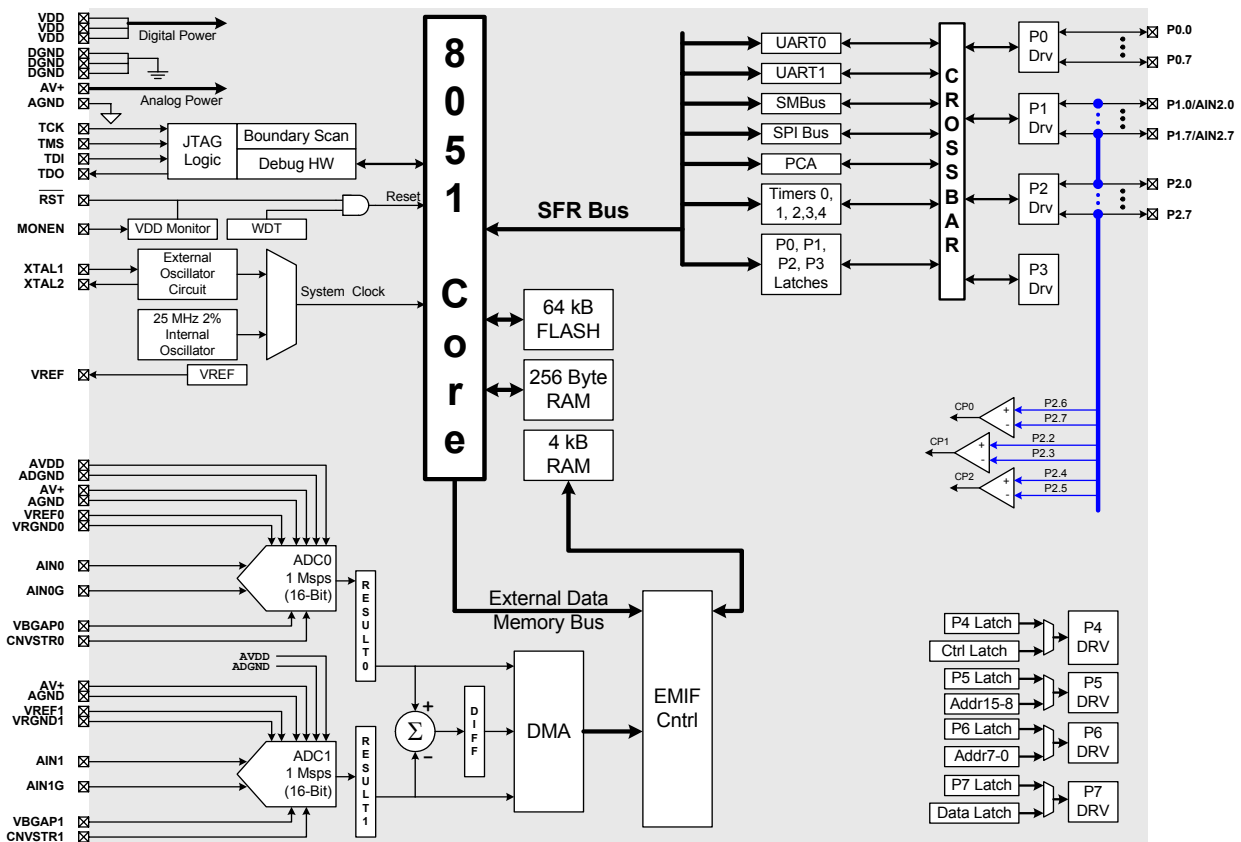 VDD
VDD
VDD
Digital Power
DGND
DGND
DGND
AV+
Analog Power
AGND
TCK
TMS
TDI
TDO
JTAG
Logic
Boundary Scan
Debug HW
RST
Reset
MONEN
VDD Monitor
WDT
XTAL1
XTAL2
External
Oscillator
Circuit
System Clock
25 MHz 2%
Internal
Oscillator
VREF
VREF
8051 Core
SFR Bus
64 kB
FLASH
256 Byte
RAM
4 kB
RAM
UART0
UART1
SMBus
SPI Bus
PCA
Timers 0,
1, 2,3,4
P0, P1,
P2, P3
Latches
CROSSBAR
P0
Drv
P1
Drv
P2
Drv
P3
Drv
P0.0
P0.7
P1.0/AIN2.0
P1.7/AIN2.7
P2.0
P2.7
CP0
+
-
P2.6
P2.7
CP1
+
-
P2.2
P2.3
CP2
+
-
P2.4
P2.5
AVDD
ADGND
AV+
AGND
VREF0
VRGND0
AIN0
AIN0G
VBGAP0
CNVSTR0
ADC0
1 Msps
(16-Bit)
RESULT0
AVDD
ADGND
AV+
AGND
VREF1
VRGND1
AIN1
AIN1G
VBGAP1
CNVSTR1
ADC1
1 Msps
(16-Bit)
RESULT1
+
Σ
–
DIFF
DMA
External Data
Memory Bus
EMIF
Cntrl
P4 Latch
Ctrl Latch
P4
DRV
P5 Latch
Addr15-8
P5
DRV
P6 Latch
Addr7-0
P6
DRV
P7 Latch
Data Latch
P7
DRV